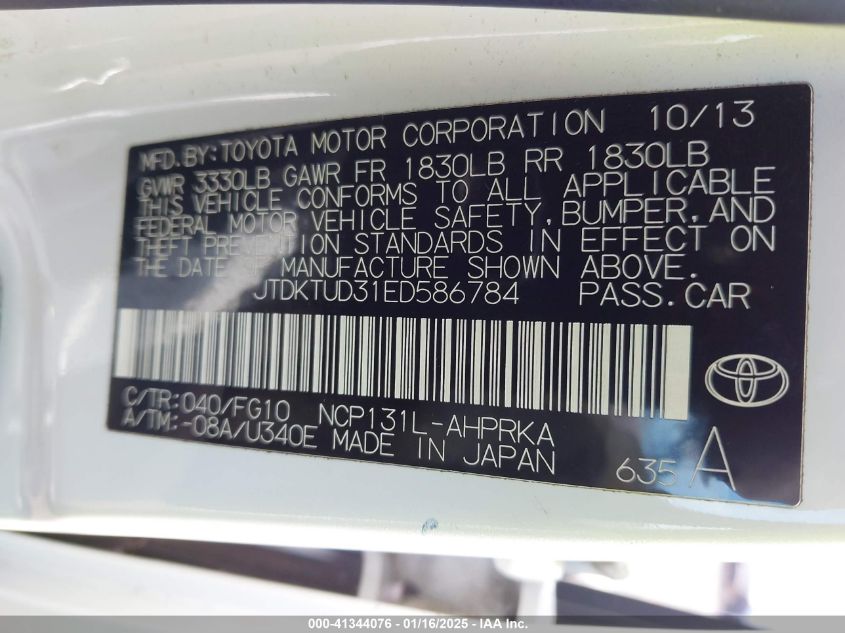 MFD.BY:TOYOTA MOTOR CORPORATION 10/13
GVWR 3330LB GAWR FR 1830LB RR 1830LB
THIS VEHICLE CONFORMS TO ALL APPLICABLE
FEDERAL MOTOR VEHICLE SAFETY,BUMPER,AND
THEFT PREVENTION STANDARDS IN EFFECT ON
THE DATE OF MANUFACTURE SHOWN ABOVE.
JTDKTUD31ED586784 PASS.CAR
C/TR:040/FG10 NCP131L-AHPRKA
A/TM:-08A/U340E MADE IN JAPAN
635 A
000-41344076 - 01/16/2025 - IAA Inc.